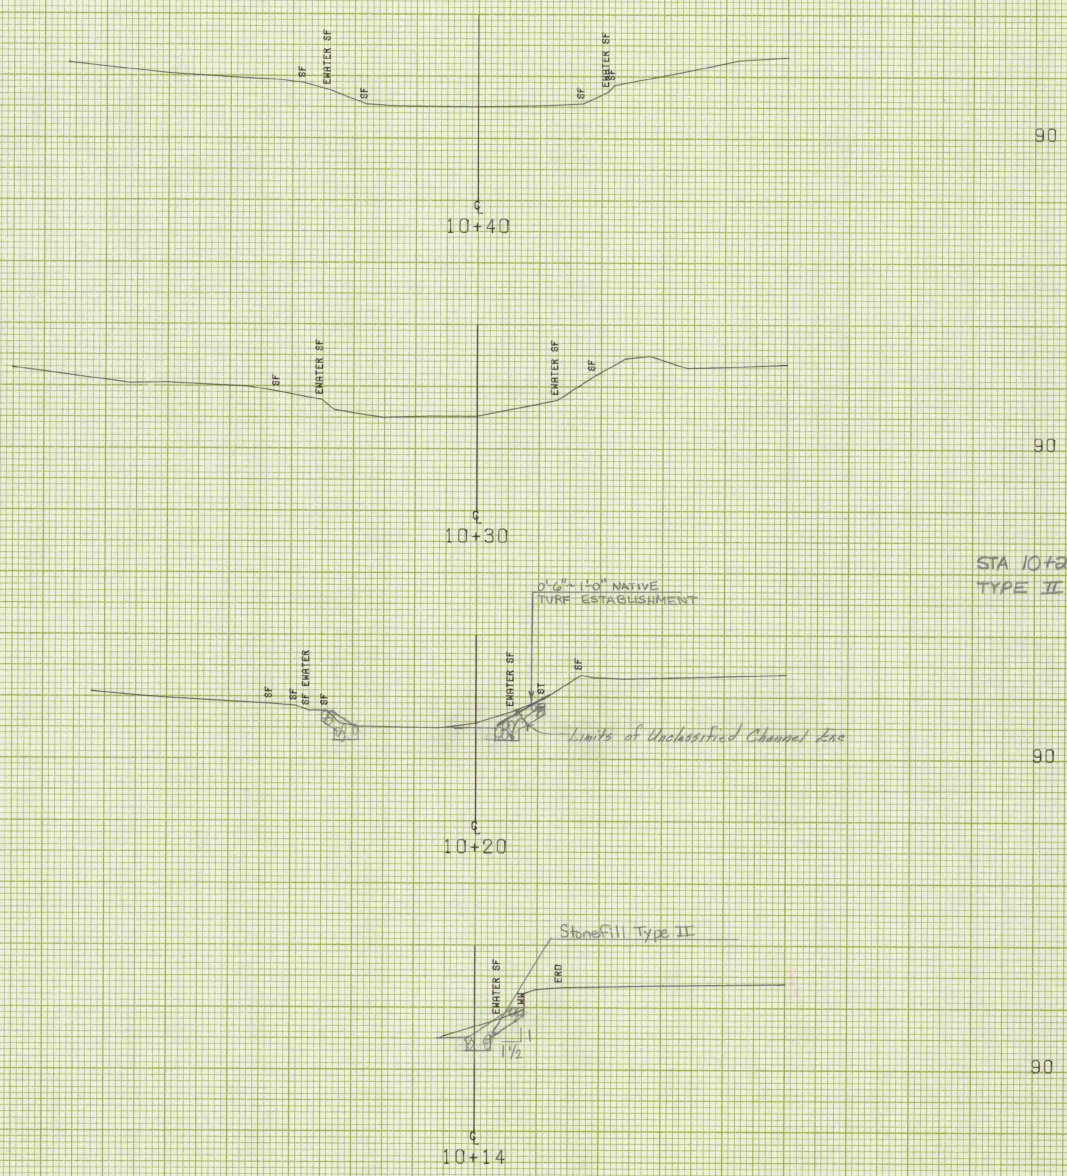 SF
EWATER SF
SF
SF
EWATER SF
SF
90
℄
10+40
SF
EWATER SF
EWATER SF
SF
90
℄
10+30
STA 10+2
TYPE II
0'-6" - 1'-0" NATIVE
TURF ESTABLISHMENT
SF
SF
SF EWATER
SF
EWATER SF
ST
SF
Limits of Unclassified Channel Exc
90
℄
10+20
Stonefill Type II
EWATER SF
WW
ERD
1
1 1/2
90
℄
10+14